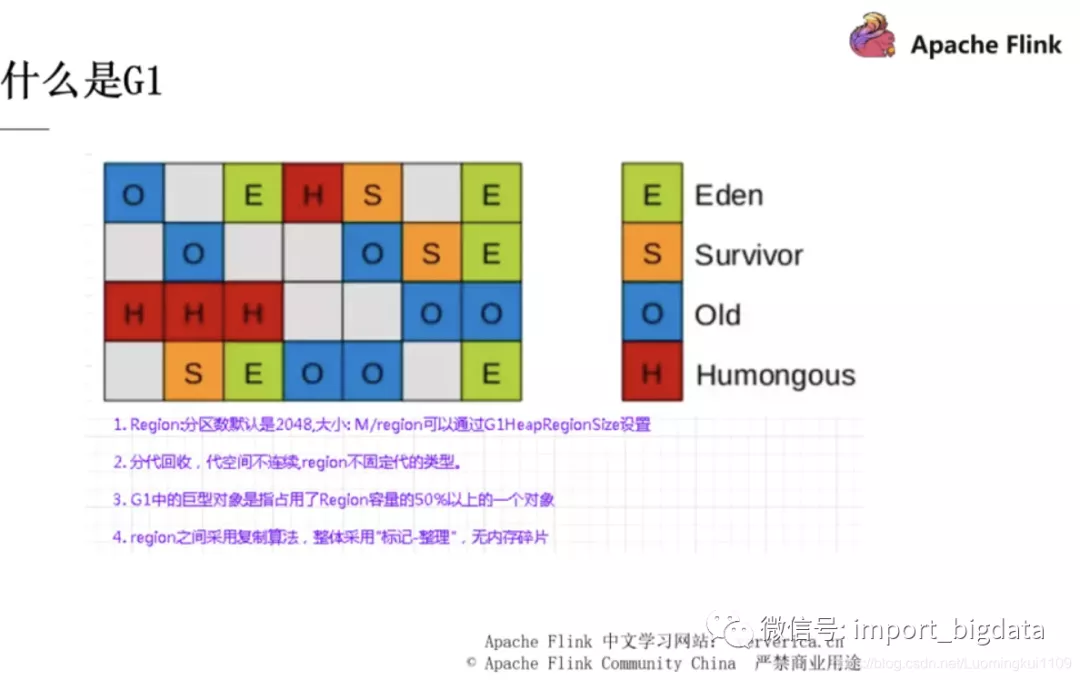 Apache Flink
什么是G1
O E H S E
O O S E
H H H O O
S E O O E
E Eden
S Survivor
O Old
H Humongous
1. Region:分区数默认是2048,大小: M/region可以通过G1HeapRegionSize设置
2. 分代回收，代空间不连续,region不固定代的类型。
3. G1中的巨型对象是指占用了Region容量的50%以上的一个对象
4. region之间采用复制算法，整体采用"标记-整理"，无内存碎片
微信号: import_bigdata
Apache Flink 中文学习网站: ververica.cn
© Apache Flink Community China 严禁商业用途
https://blog.csdn.net/Luomingkui1109